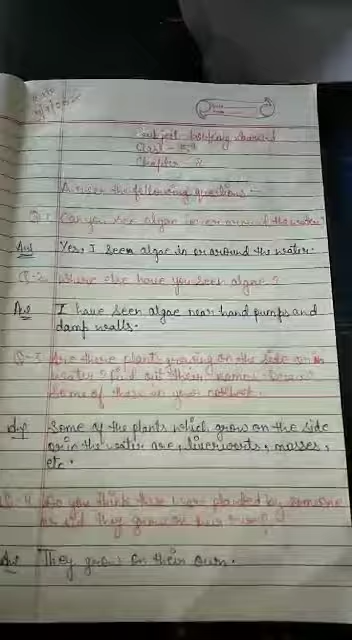 Subject - looking around
Class - 5th
Chapter -
Answer the following questions -
Q-1 Can you see algae in or around the water?
Ans Yes, I seen algae in or around the water.
Q-2 Where else have you seen algae?
Ans I have seen algae near hand pumps and
damp walls.
Q-3 Are there plants growing on the side or in
water? Find out their names
Some of these in your notebook.
Ans Some of the plants which grow on the side
or in the water are, liverworts, masses,
etc.
Q-4 Do you think these were planted by someone
or did they grow on their own?
Ans They grow on their own.